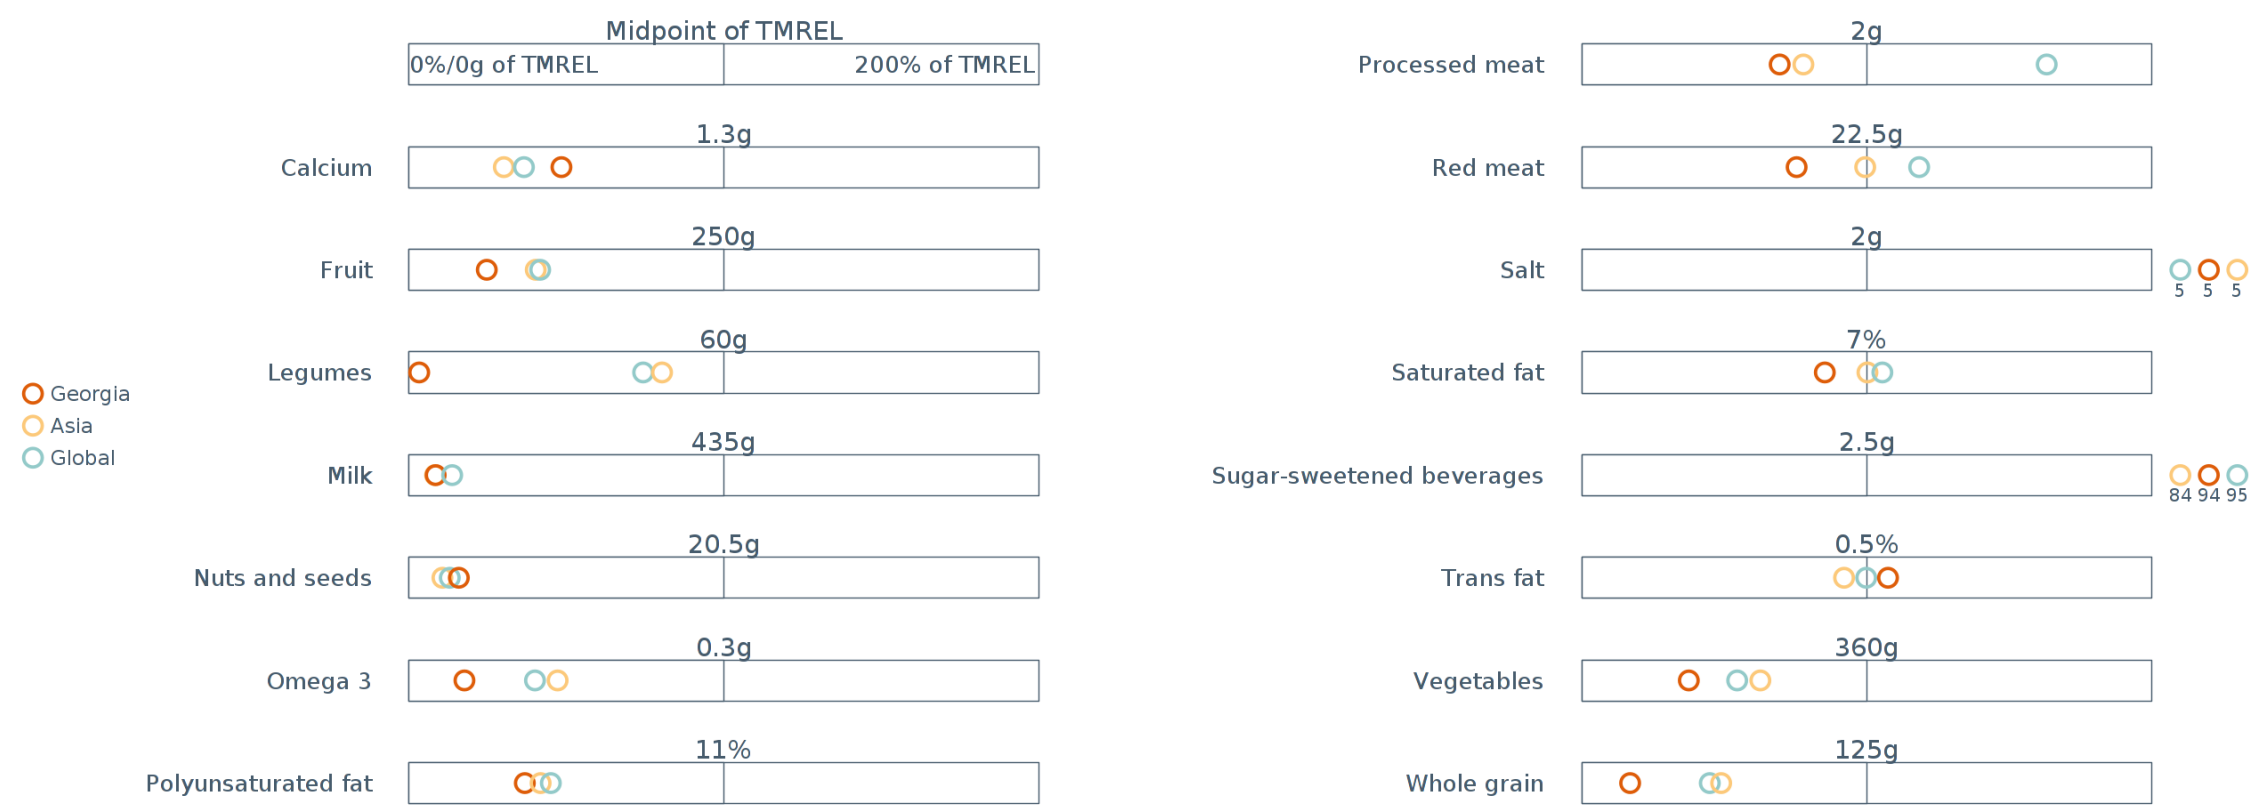 Midpoint of TMREL
0%/0g of TMREL 200% of TMREL
1.3g
Calcium
250g
Fruit
60g
Legumes
435g
Milk
20.5g
Nuts and seeds
0.3g
Omega 3
11%
Polyunsaturated fat
Georgia
Asia
Global
2g
Processed meat
22.5g
Red meat
2g
Salt
5 5 5
7%
Saturated fat
2.5g
Sugar-sweetened beverages
84 94 95
0.5%
Trans fat
360g
Vegetables
125g
Whole grain